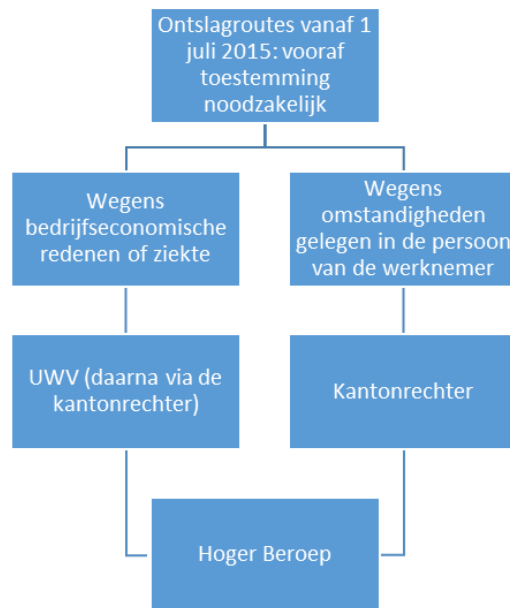 Ontslagroutes vanaf 1
juli 2015: vooraf
toestemming
noodzakelijk
Wegens
bedrijfseconomische
redenen of ziekte
Wegens
omstandigheden
gelegen in de persoon
van de werknemer
UWV (daarna via de
kantonrechter)
Kantonrechter
Hoger Beroep